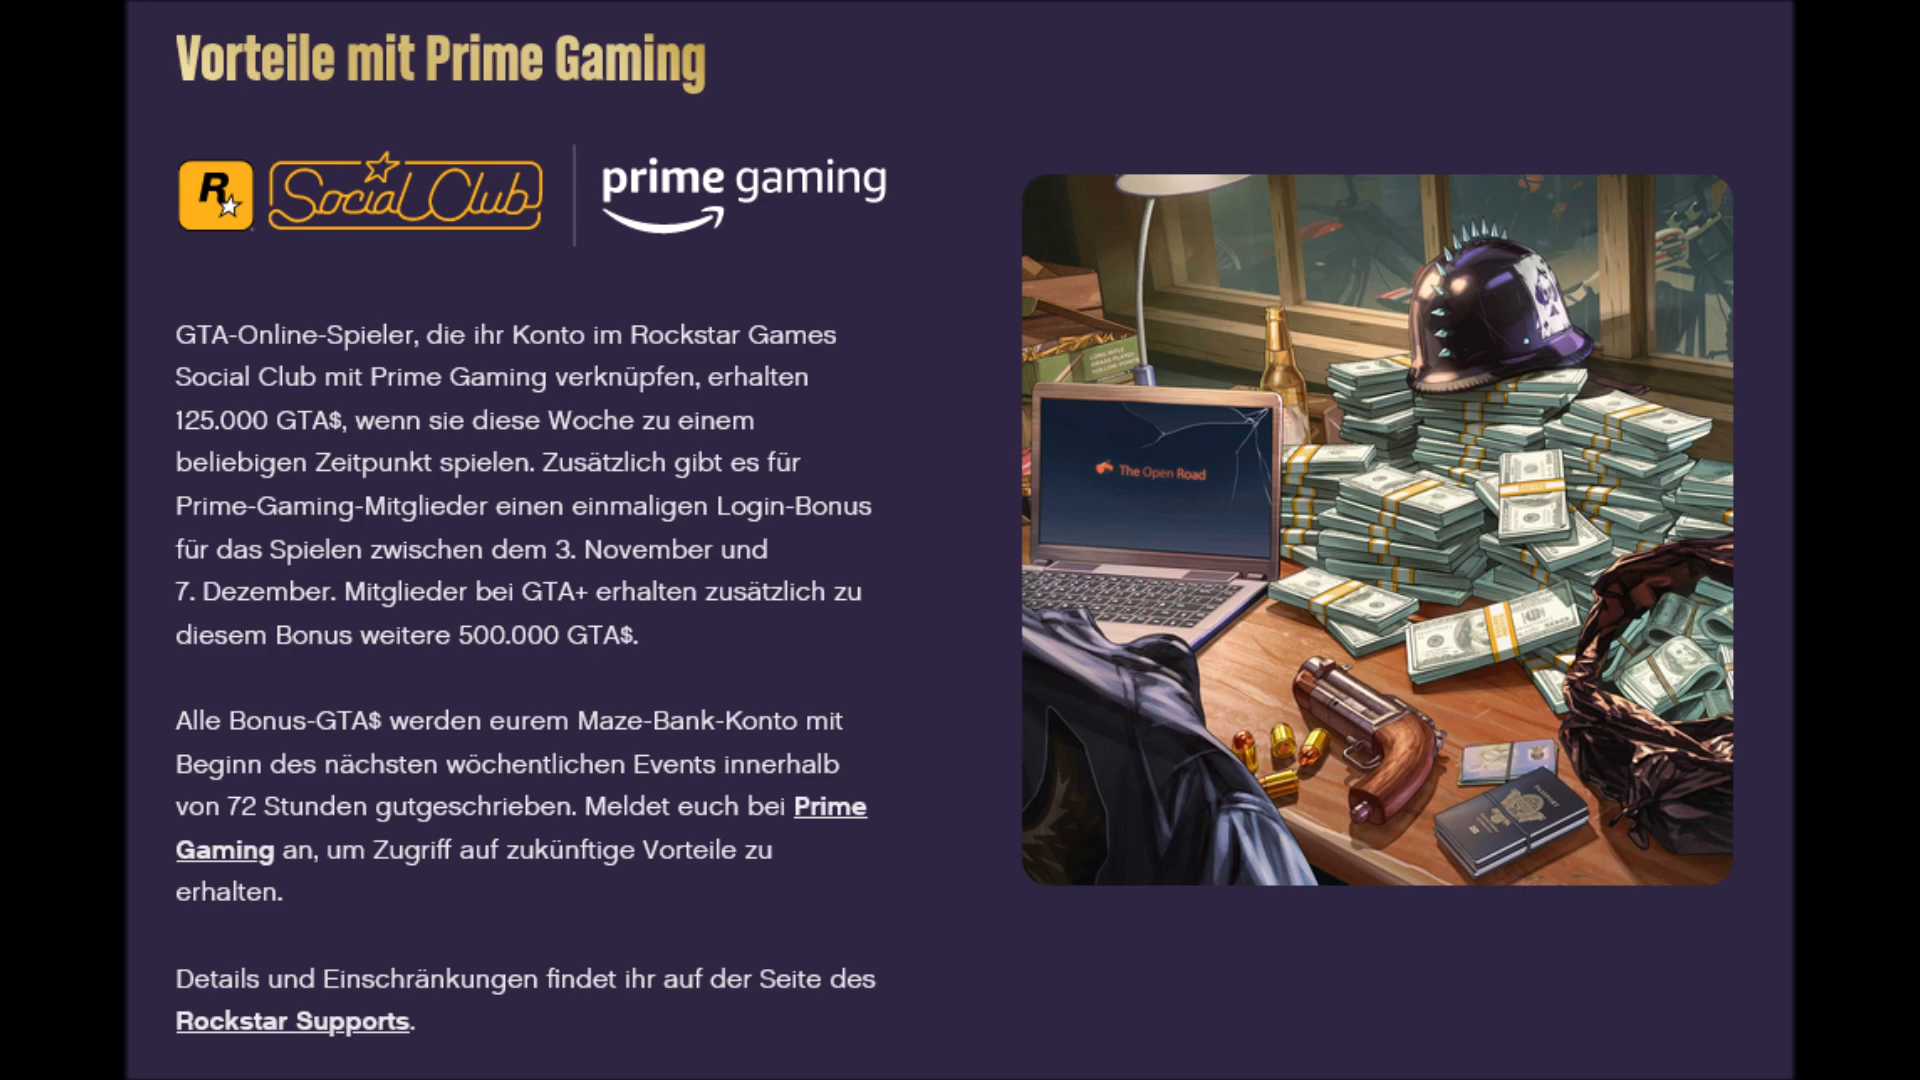 Vorteile mit Prime Gaming
R Social Club
prime gaming
GTA-Online-Spieler, die ihr Konto im Rockstar Games
Social Club mit Prime Gaming verknüpfen, erhalten
125.000 GTA$, wenn sie diese Woche zu einem
beliebigen Zeitpunkt spielen. Zusätzlich gibt es für
Prime-Gaming-Mitglieder einen einmaligen Login-Bonus
für das Spielen zwischen dem 3. November und
7. Dezember. Mitglieder bei GTA+ erhalten zusätzlich zu
diesem Bonus weitere 500.000 GTA$.
Alle Bonus-GTA$ werden eurem Maze-Bank-Konto mit
Beginn des nächsten wöchentlichen Events innerhalb
von 72 Stunden gutgeschrieben. Meldet euch bei Prime
Gaming an, um Zugriff auf zukünftige Vorteile zu
erhalten.
Details und Einschränkungen findet ihr auf der Seite des
Rockstar Supports.
The Open Road
PASSPORT